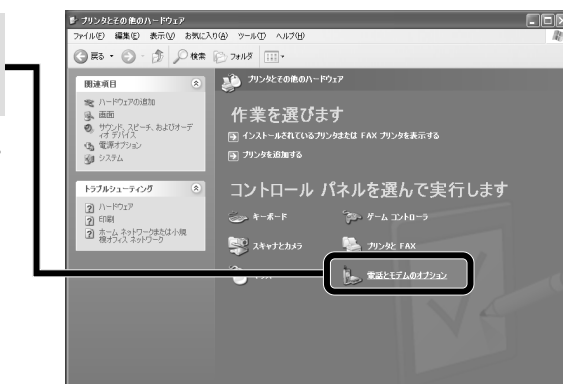 プリンタとその他のハードウェア
ファイル(F) 編集(E) 表示(V) お気に入り(A) ツール(T) ヘルプ(H)
戻る 検索 フォルダ
関連項目
ハードウェアの追加
画面
サウンド、スピーチ、およびオーデ
ィオ デバイス
電源オプション
システム
トラブルシューティング
ハードウェア
印刷
ホーム ネットワークまたは小規
模オフィス ネットワーク
プリンタとその他のハードウェア
作業を選びます
インストールされているプリンタまたは FAX プリンタを表示する
プリンタを追加する
コントロール パネルを選んで実行します
キーボード
ゲーム コントローラ
スキャナとカメラ
プリンタと FAX
電話とモデムのオプション